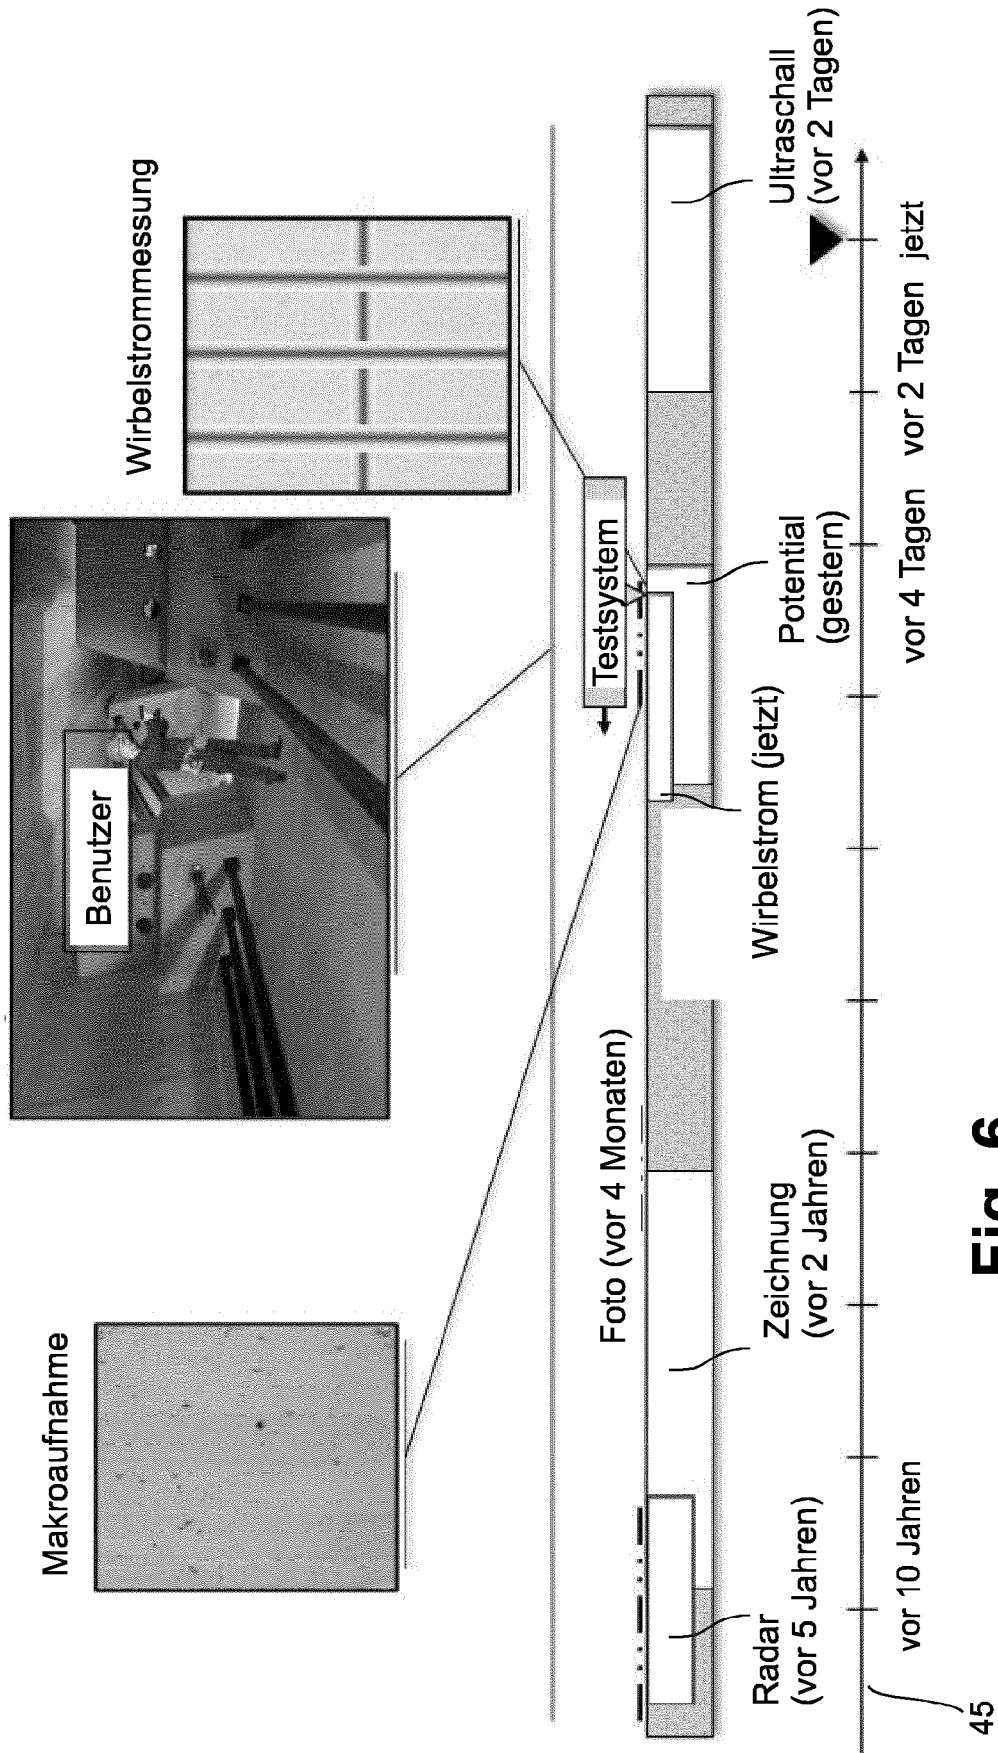 Makroaufnahme
Benutzer
Wirbelstrommessung
Testsystem
Foto (vor 4 Monaten)
Radar
(vor 5 Jahren)
Zeichnung
(vor 2 Jahren)
Wirbelstrom (jetzt)
Potential
(gestern)
Ultraschall
(vor 2 Tagen)
vor 10 Jahren
vor 4 Tagen
vor 2 Tagen
jetzt
45
Fig. 6